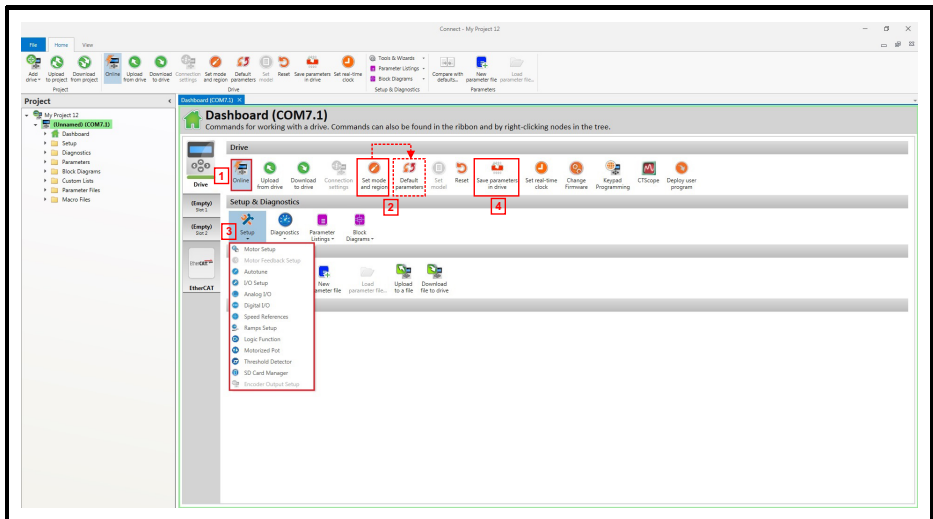 Connect - My Project 12
File Home View
Add drive Upload to project Download from project Online Upload from drive Download to drive Connection settings Set mode and region Default parameters Set model Reset Save parameters in drive Set real-time clock Tools & Wizards Parameter Listings Block Diagrams Compare with defaults... New parameter file Load parameter file...
Project Drive Setup & Diagnostics Parameters
Project
Dashboard (COM7.1)
My Project 12
(Unnamed) (COM7.1)
Dashboard
Setup
Diagnostics
Parameters
Block Diagrams
Custom Lists
Parameter Files
Macro Files
Dashboard (COM7.1)
Commands for working with a drive. Commands can also be found in the ribbon and by right-clicking nodes in the tree.
Drive
(Empty)
Slot 1
(Empty)
Slot 2
EtherCAT
EtherCAT
Drive
1
Online Upload from drive Download to drive Connection settings Set mode and region Default parameters Set model Reset Save parameters in drive Set real-time clock Change Firmware Keypad Programming CTScope Deploy user program
2
4
Setup & Diagnostics
3
Setup Diagnostics Parameter Listings Block Diagrams
Motor Setup
Motor Feedback Setup
Autotune
I/O Setup
Analog I/O
Digital I/O
Speed References
Ramps Setup
Logic Function
Motorized Pot
Threshold Detector
SD Card Manager
Encoder Output Setup
New
Load parameter file... Upload to a file Download file to drive